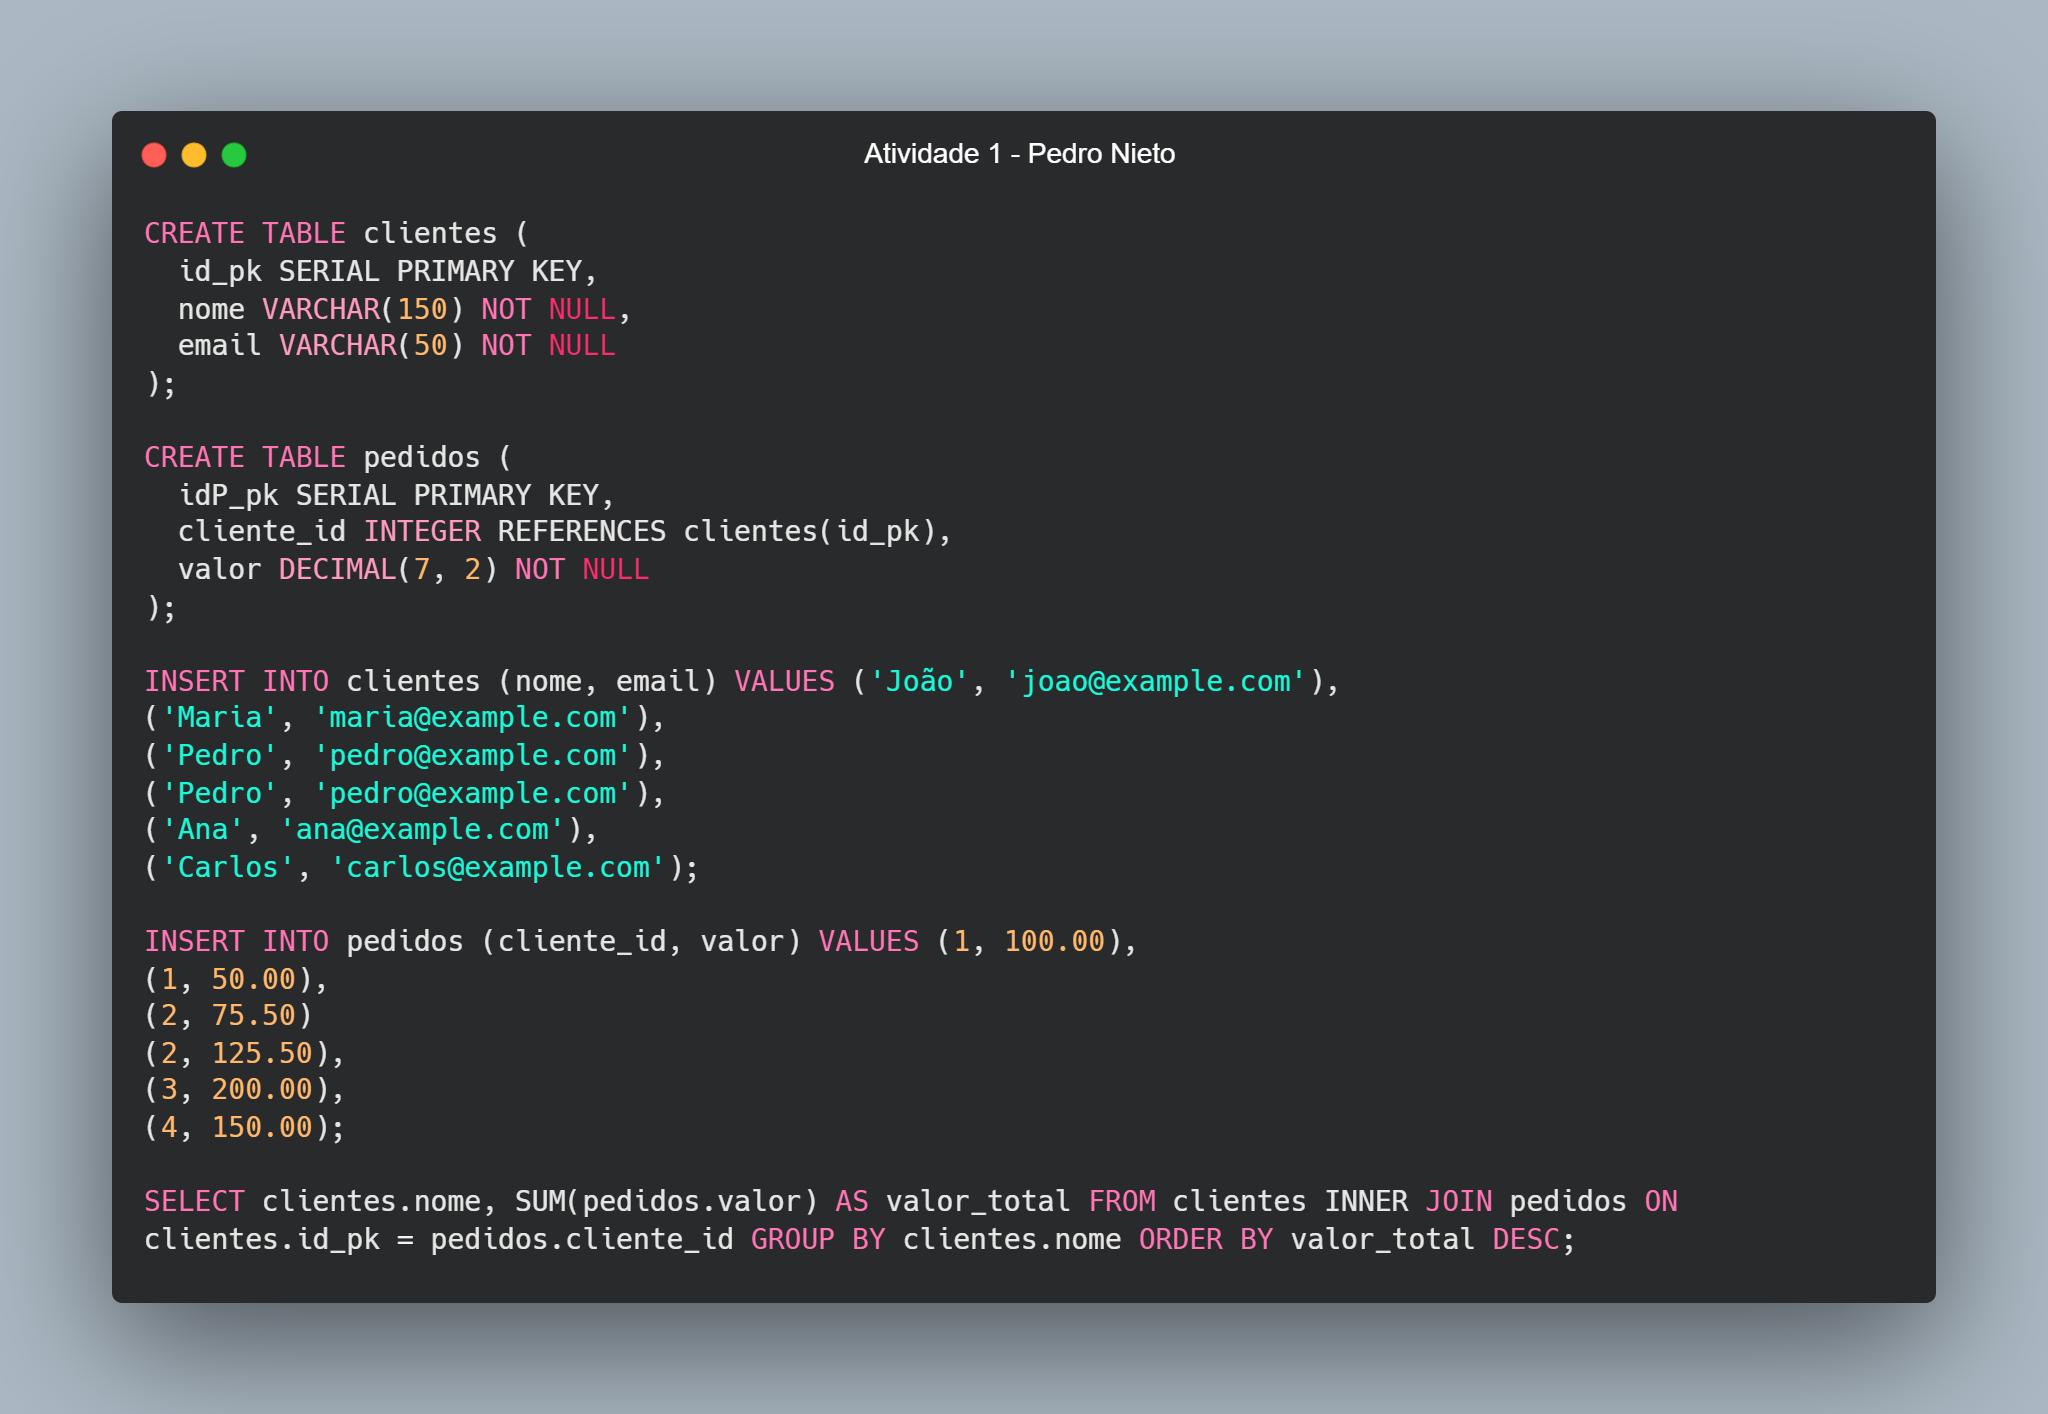 Atividade 1 - Pedro Nieto
CREATE TABLE clientes (
  id_pk SERIAL PRIMARY KEY,
  nome VARCHAR(150) NOT NULL,
  email VARCHAR(50) NOT NULL
);
CREATE TABLE pedidos (
  idP_pk SERIAL PRIMARY KEY,
  cliente_id INTEGER REFERENCES clientes(id_pk),
  valor DECIMAL(7, 2) NOT NULL
);
INSERT INTO clientes (nome, email) VALUES ('João', 'joao@example.com'),
('Maria', 'maria@example.com'),
('Pedro', 'pedro@example.com'),
('Pedro', 'pedro@example.com'),
('Ana', 'ana@example.com'),
('Carlos', 'carlos@example.com');
INSERT INTO pedidos (cliente_id, valor) VALUES (1, 100.00),
(1, 50.00),
(2, 75.50)
(2, 125.50),
(3, 200.00),
(4, 150.00);
SELECT clientes.nome, SUM(pedidos.valor) AS valor_total FROM clientes INNER JOIN pedidos ON
clientes.id_pk = pedidos.cliente_id GROUP BY clientes.nome ORDER BY valor_total DESC;